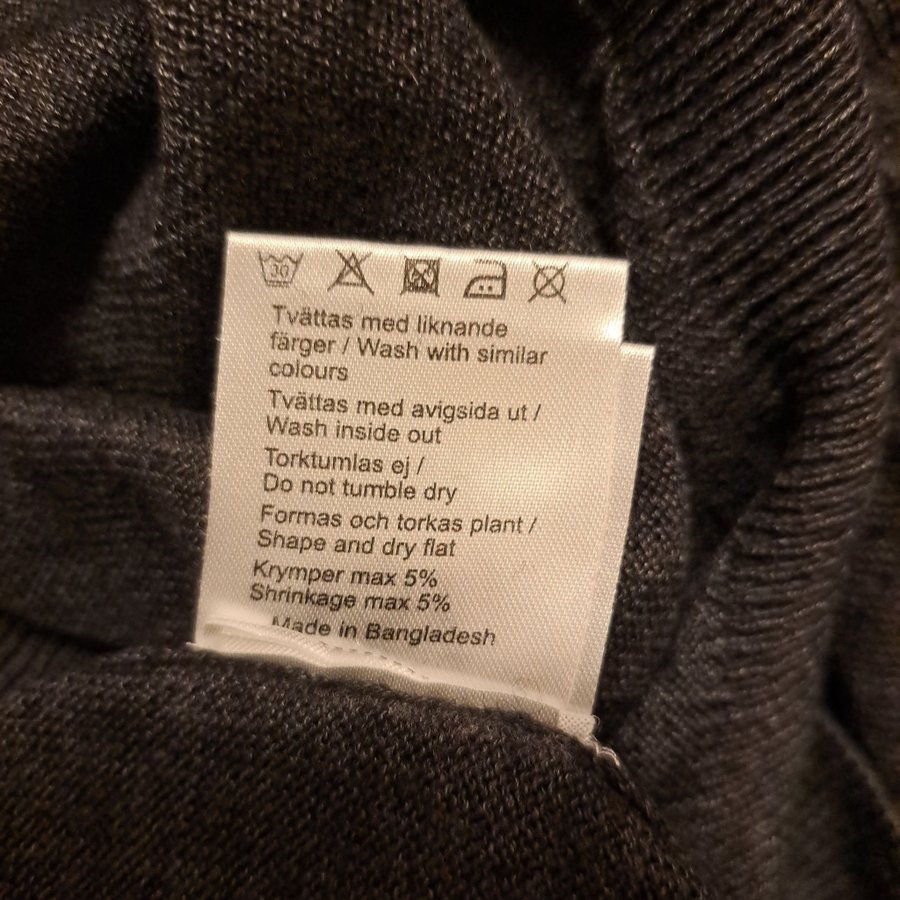 30
Tvättas med liknande
färger / Wash with similar
colours
Tvättas med avigsida ut /
Wash inside out
Torktumlas ej /
Do not tumble dry
Formas och torkas plant /
Shape and dry flat
Krymper max 5%
Shrinkage max 5%
Made in Bangladesh